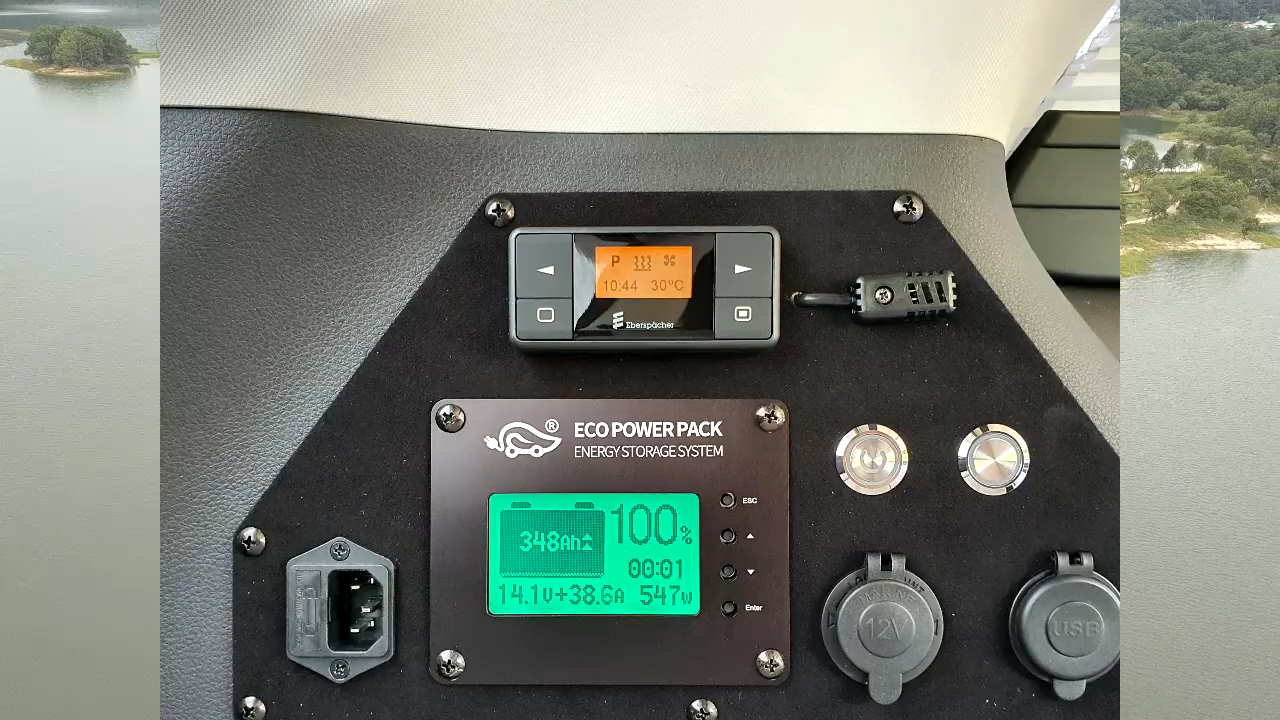 P
10:44 30°C
Eberspächer
®
ECO POWER PACK
ENERGY STORAGE SYSTEM
ESC
348Ah
100%
00:01
14.1V+38.6A 547W
Enter
12V
USB